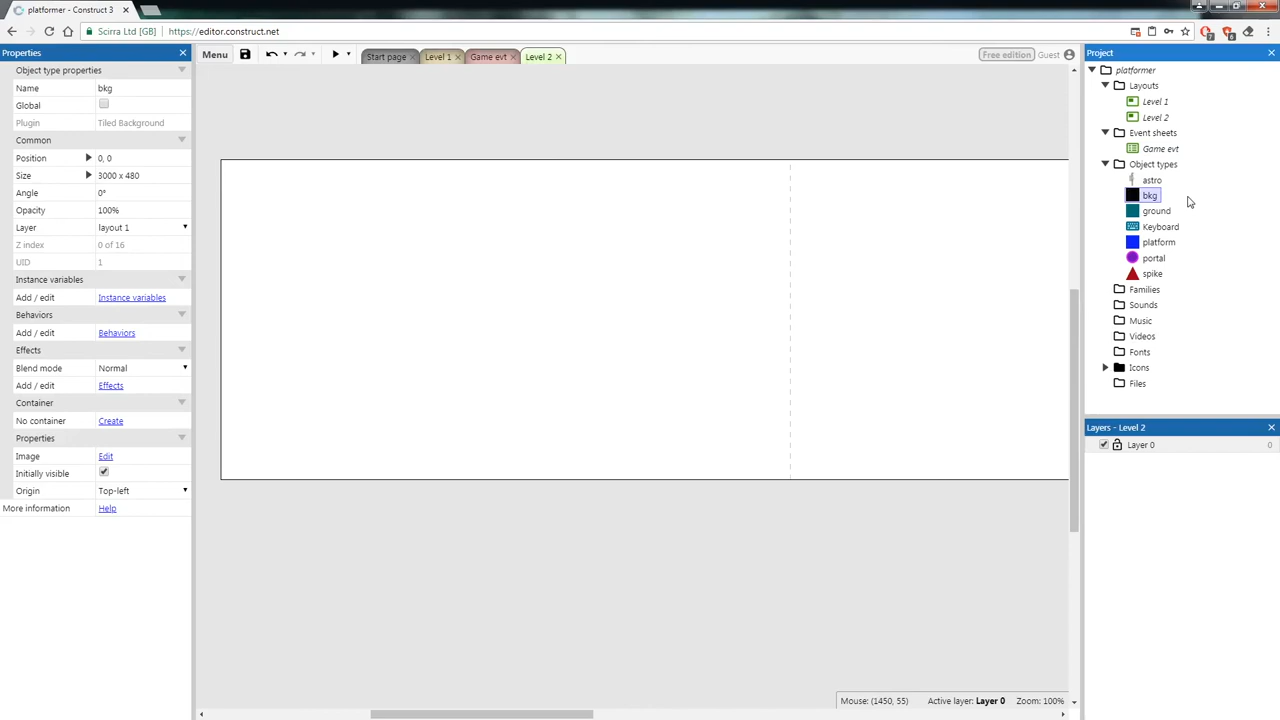 platformer - Construct 3
Scirra Ltd [GB]
https://editor.construct.net
7
6
Properties
Object type properties
Name bkg
Global
Plugin Tiled Background
Common
Position 0, 0
Size 3000 x 480
Angle 0°
Opacity 100%
Layer layout 1
Z index 0 of 16
UID 1
Instance variables
Add / edit Instance variables
Behaviors
Add / edit Behaviors
Effects
Blend mode Normal
Add / edit Effects
Container
No container Create
Properties
Image Edit
Initially visible
Origin Top-left
More information Help
Menu
Start page
Level 1
Game evt
Level 2
Free edition
Guest
Mouse: (1450, 55)
Active layer: Layer 0
Zoom: 100%
Project
platformer
Layouts
Level 1
Level 2
Event sheets
Game evt
Object types
astro
bkg
ground
Keyboard
platform
portal
spike
Families
Sounds
Music
Videos
Fonts
Icons
Files
Layers - Level 2
Layer 0 0